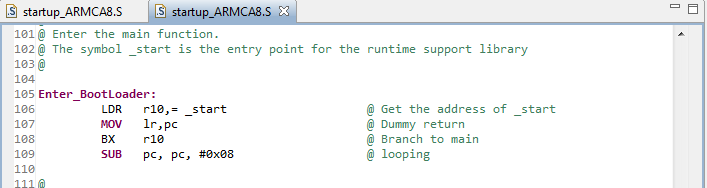 startup_ARMCA8.S startup_ARMCA8.S
101 @ Enter the main function.
102 @ The symbol _start is the entry point for the runtime support library
103 @
104
105 Enter_BootLoader:
106 LDR r10,= _start @ Get the address of _start
107 MOV lr,pc @ Dummy return
108 BX r10 @ Branch to main
109 SUB pc, pc, #0x08 @ looping
110
111 @